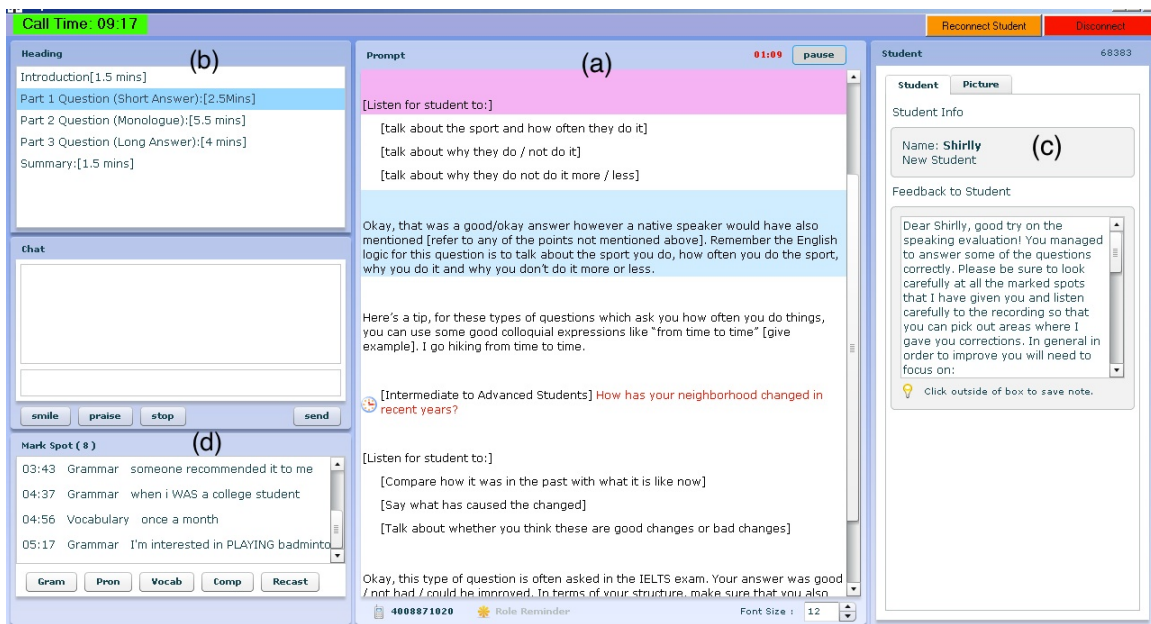 Call Time: 09:17
Reconnect Student
Disconnect
Heading
(b)
Introduction[1.5 mins]
Part 1 Question (Short Answer):[2.5Mins]
Part 2 Question (Monologue):[5.5 mins]
Part 3 Question (Long Answer):[4 mins]
Summary:[1.5 mins]
Chat
smile
praise
stop
send
Mark Spot ( 8 )
(d)
03:43 Grammar someone recommended it to me
04:37 Grammar when i WAS a college student
04:56 Vocabulary once a month
05:17 Grammar I'm interested in PLAYING badminto
Gram
Pron
Vocab
Comp
Recast
Prompt
(a)
01:09
pause
[Listen for student to:]
[talk about the sport and how often they do it]
[talk about why they do / not do it]
[talk about why they do not do it more / less]
Okay, that was a good/okay answer however a native speaker would have also
mentioned [refer to any of the points not mentioned above]. Remember the English
logic for this question is to talk about the sport you do, how often you do the sport,
why you do it and why you don't do it more or less.
Here's a tip, for these types of questions which ask you how often you do things,
you can use some good colloquial expressions like "from time to time" [give
example]. I go hiking from time to time.
[Intermediate to Advanced Students] How has your neighborhood changed in
recent years?
[Listen for student to:]
[Compare how it was in the past with what it is like now]
[Say what has caused the changed]
[Talk about whether you think these are good changes or bad changes]
Okay, this type of question is often asked in the IELTS exam. Your answer was good
/ not bad / could be improved. In terms of your structure, make sure that you also
4008871020
Role Reminder
Font Size :
12
Student
68383
Student
Picture
Student Info
Name: Shirlly
New Student
(c)
Feedback to Student
Dear Shirlly, good try on the
speaking evaluation! You managed
to answer some of the questions
correctly. Please be sure to look
carefully at all the marked spots
that I have given you and listen
carefully to the recording so that
you can pick out areas where I
gave you corrections. In general in
order to improve you will need to
focus on:
Click outside of box to save note.